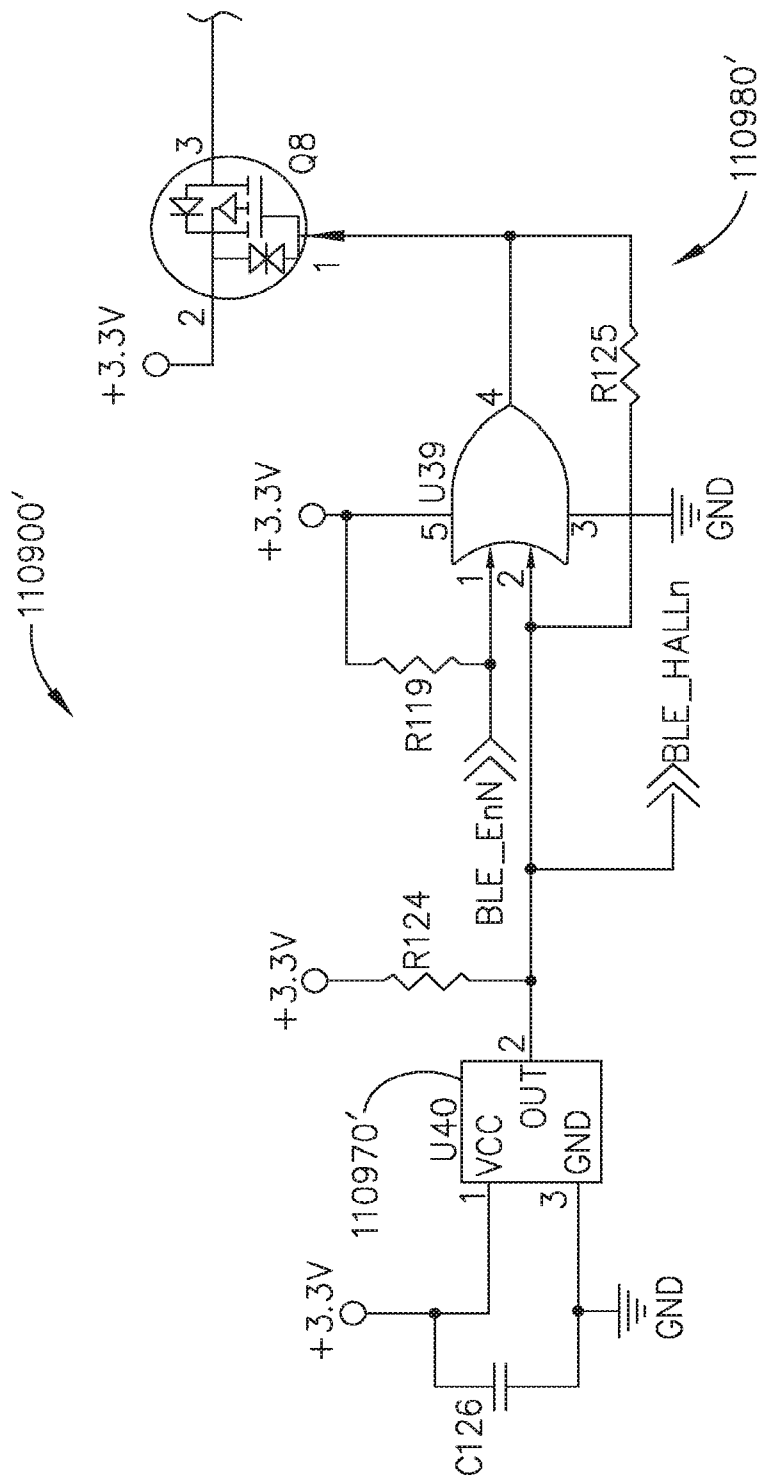 110900′
+3.3V
C126
GND
110970′
U40
1
VCC
OUT
2
3
GND
+3.3V
R124
BLE_EnN
BLE_HALLn
R119
+3.3V
5
U39
1
2
3
4
GND
R125
+3.3V
2
3
1
Q8
110980′